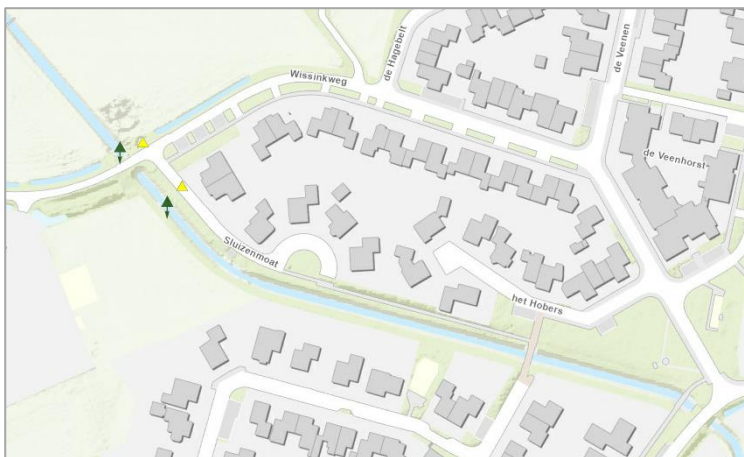 de Hagebelt
de Veenen
Wissinkweg
de Veenhorst
Sluizenmoat
het Hobers